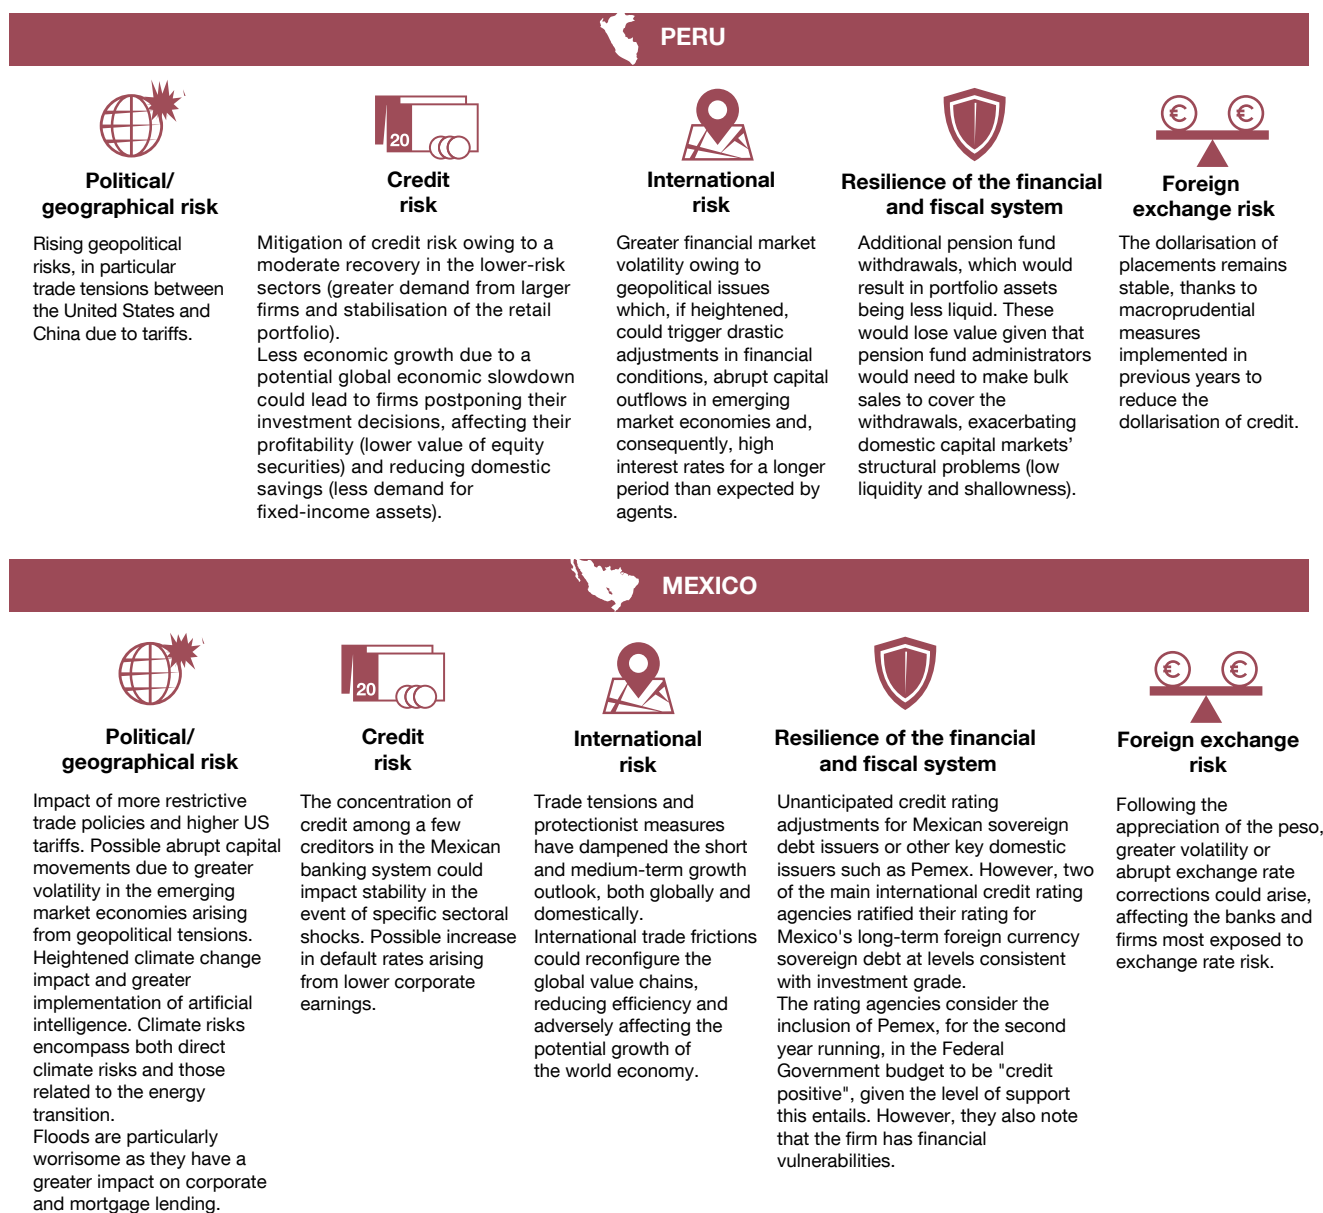 PERU
20
€
€
Political/
geographical risk
Rising geopolitical
risks, in particular
trade tensions between
the United States and
China due to tariffs.
Credit
risk
Mitigation of credit risk owing to a
moderate recovery in the lower-risk
sectors (greater demand from larger
firms and stabilisation of the retail
portfolio).
Less economic growth due to a
potential global economic slowdown
could lead to firms postponing their
investment decisions, affecting their
profitability (lower value of equity
securities) and reducing domestic
savings (less demand for
fixed-income assets).
International
risk
Greater financial market
volatility owing to
geopolitical issues
which, if heightened,
could trigger drastic
adjustments in financial
conditions, abrupt capital
outflows in emerging
market economies and,
consequently, high
interest rates for a longer
period than expected by
agents.
Resilience of the financial
and fiscal system
Additional pension fund
withdrawals, which would
result in portfolio assets
being less liquid. These
would lose value given that
pension fund administrators
would need to make bulk
sales to cover the
withdrawals, exacerbating
domestic capital markets’
structural problems (low
liquidity and shallowness).
Foreign
exchange risk
The dollarisation of
placements remains
stable, thanks to
macroprudential
measures
implemented in
previous years to
reduce the
dollarisation of credit.
MEXICO
20
€
€
Political/
geographical risk
Impact of more restrictive
trade policies and higher US
tariffs. Possible abrupt capital
movements due to greater
volatility in the emerging
market economies arising
from geopolitical tensions.
Heightened climate change
impact and greater
implementation of artificial
intelligence. Climate risks
encompass both direct
climate risks and those
related to the energy
transition.
Floods are particularly
worrisome as they have a
greater impact on corporate
and mortgage lending.
Credit
risk
The concentration of
credit among a few
creditors in the Mexican
banking system could
impact stability in the
event of specific sectoral
shocks. Possible increase
in default rates arising
from lower corporate
earnings.
International
risk
Trade tensions and
protectionist measures
have dampened the short
and medium-term growth
outlook, both globally and
domestically.
International trade frictions
could reconfigure the
global value chains,
reducing efficiency and
adversely affecting the
potential growth of
the world economy.
Resilience of the financial
and fiscal system
Unanticipated credit rating
adjustments for Mexican sovereign
debt issuers or other key domestic
issuers such as Pemex. However, two
of the main international credit rating
agencies ratified their rating for
Mexico's long-term foreign currency
sovereign debt at levels consistent
with investment grade.
The rating agencies consider the
inclusion of Pemex, for the second
year running, in the Federal
Government budget to be "credit
positive", given the level of support
this entails. However, they also note
that the firm has financial
vulnerabilities.
Foreign exchange
risk
Following the
appreciation of the peso,
greater volatility or
abrupt exchange rate
corrections could arise,
affecting the banks and
firms most exposed to
exchange rate risk.